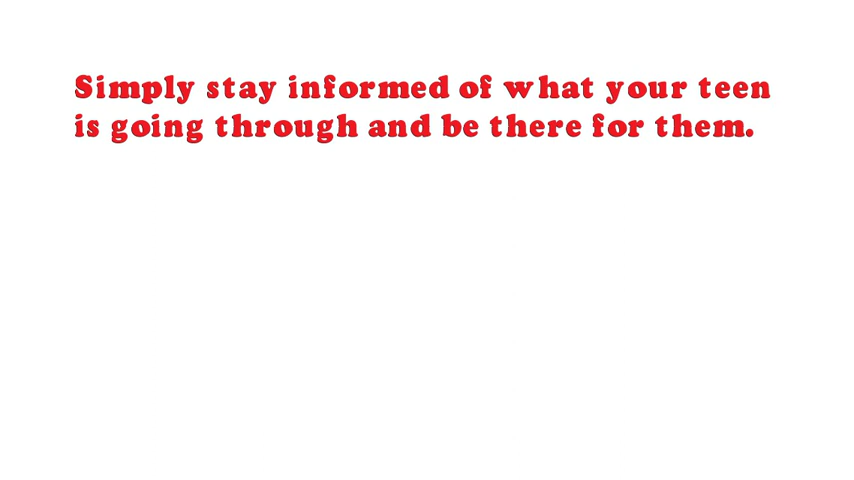 Simply stay informed of what your teen
is going through and be there for them.